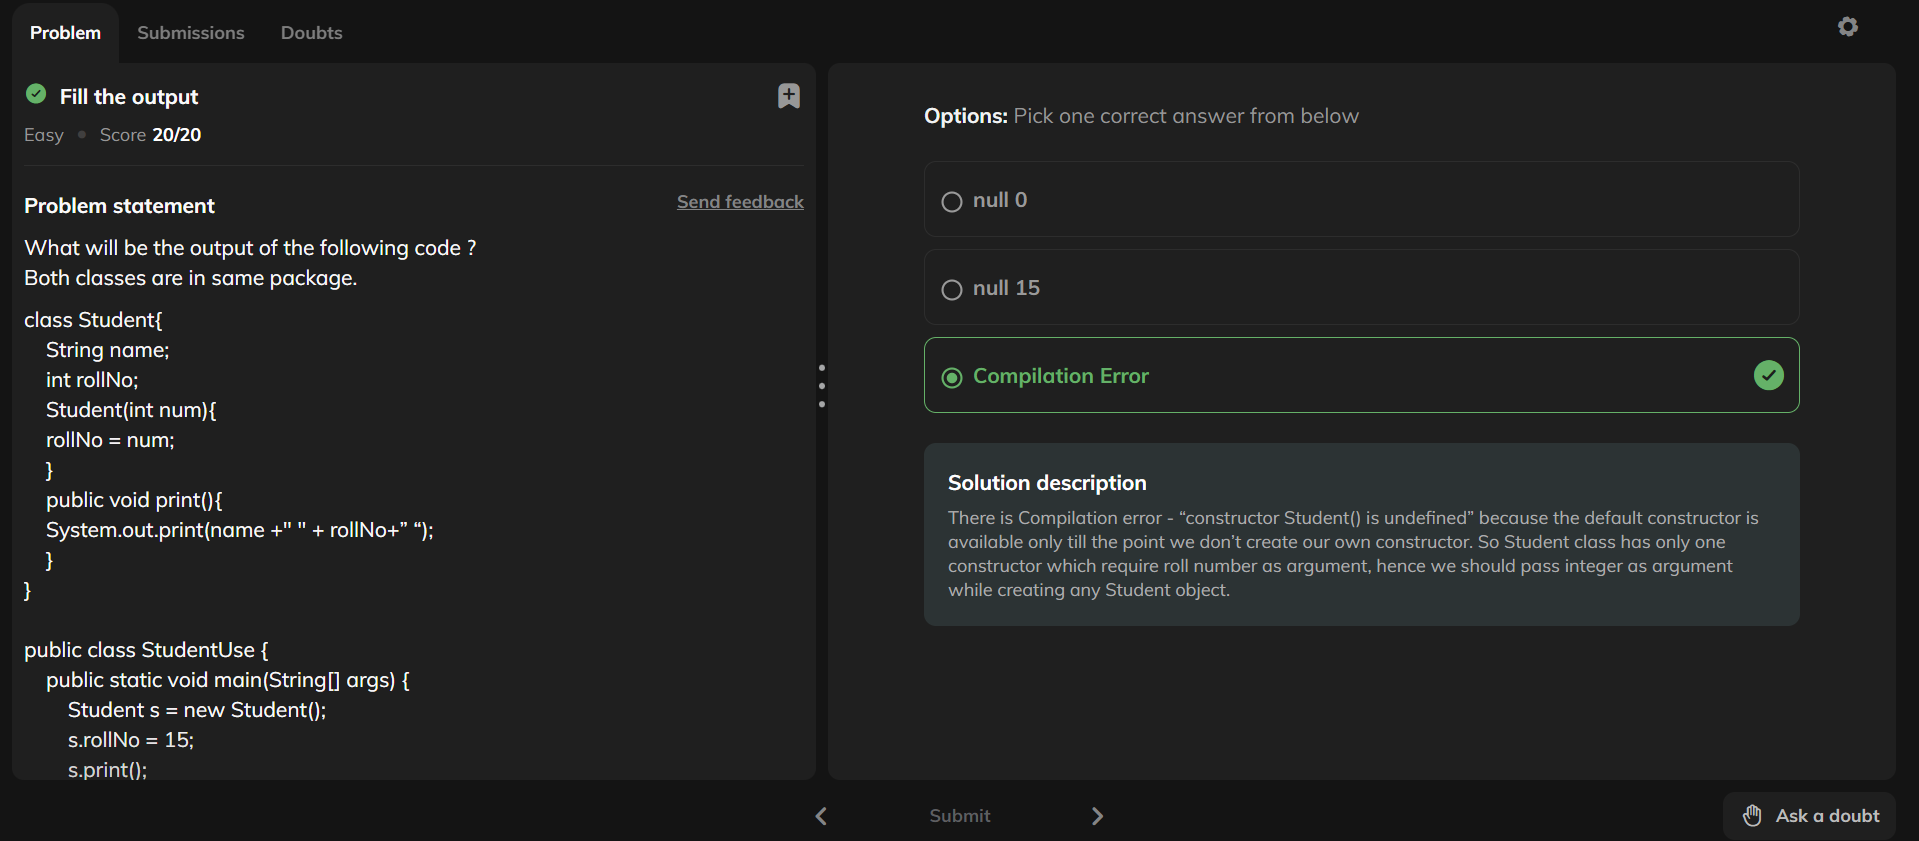 Problem
Submissions
Doubts
Fill the output
Easy • Score 20/20
Problem statement
Send feedback
What will be the output of the following code ?
Both classes are in same package.
class Student{
String name;
int rollNo;
Student(int num){
rollNo = num;
}
public void print(){
System.out.print(name +" " + rollNo+” “);
}
}
public class StudentUse {
public static void main(String[] args) {
Student s = new Student();
s.rollNo = 15;
s.print();
Options: Pick one correct answer from below
null 0
null 15
Compilation Error
Solution description
There is Compilation error - “constructor Student() is undefined” because the default constructor is
available only till the point we don’t create our own constructor. So Student class has only one
constructor which require roll number as argument, hence we should pass integer as argument
while creating any Student object.
Submit
Ask a doubt